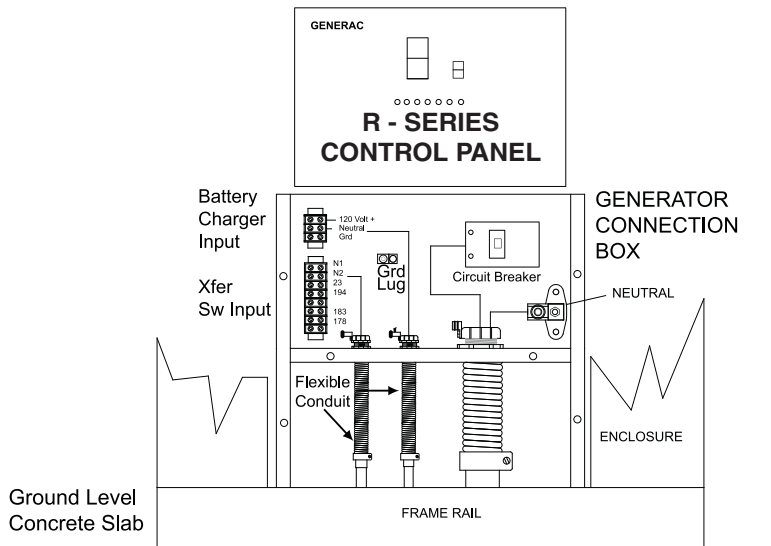 GENERAC
R - SERIES
CONTROL PANEL
Battery
Charger
Input
120 Volt +
Neutral
Grd
GENERATOR
CONNECTION
BOX
Xfer
Sw Input
N1
N2
23
194
183
178
Grd
Lug
Circuit Breaker
NEUTRAL
Flexible
Conduit
ENCLOSURE
Ground Level
Concrete Slab
FRAME RAIL